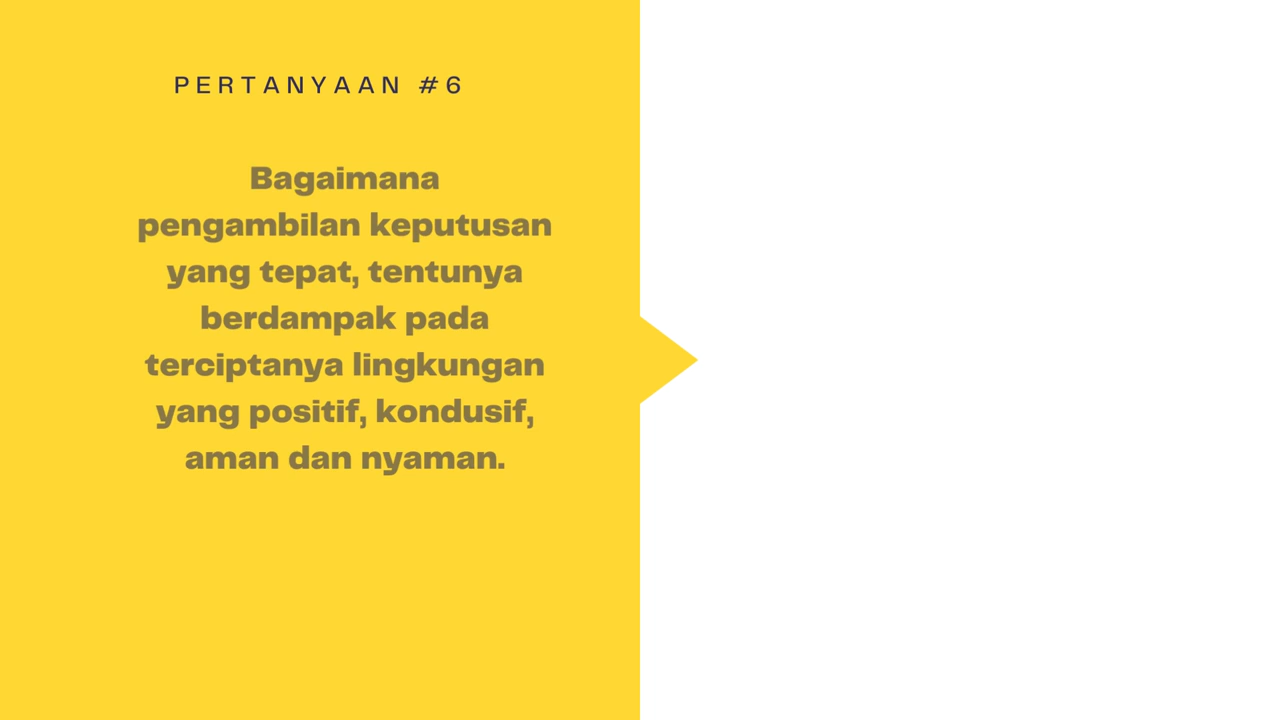 PERTANYAAN #6
Bagaimana
pengambilan keputusan
yang tepat, tentunya
berdampak pada
terciptanya lingkungan
yang positif, kondusif,
aman dan nyaman.